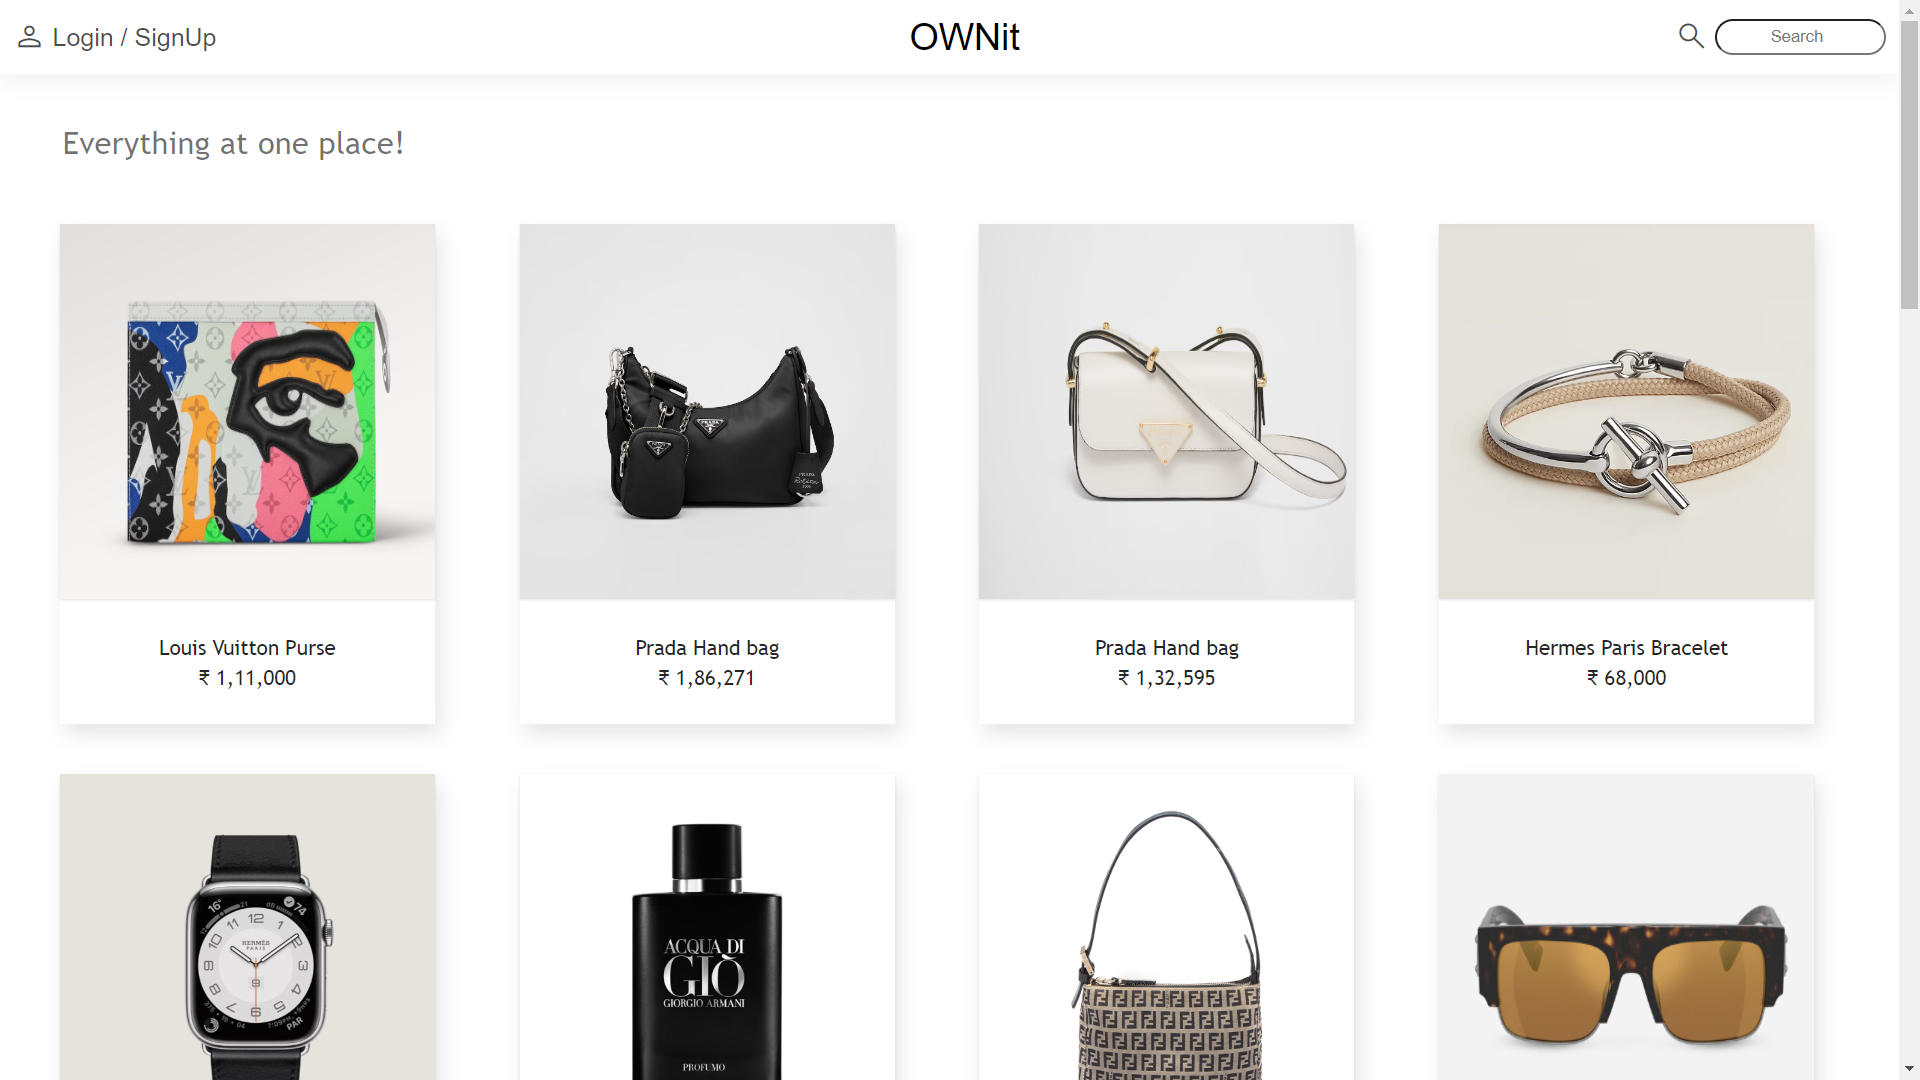 Login / SignUp
OWNit
Search
Everything at one place!
Louis Vuitton Purse
₹ 1,11,000
Prada Hand bag
₹ 1,86,271
Prada Hand bag
₹ 1,32,595
Hermes Paris Bracelet
₹ 68,000
HERMÈS
PARIS
PAR
ACQUA DI
GIÒ
GIORGIO ARMANI
PROFUMO